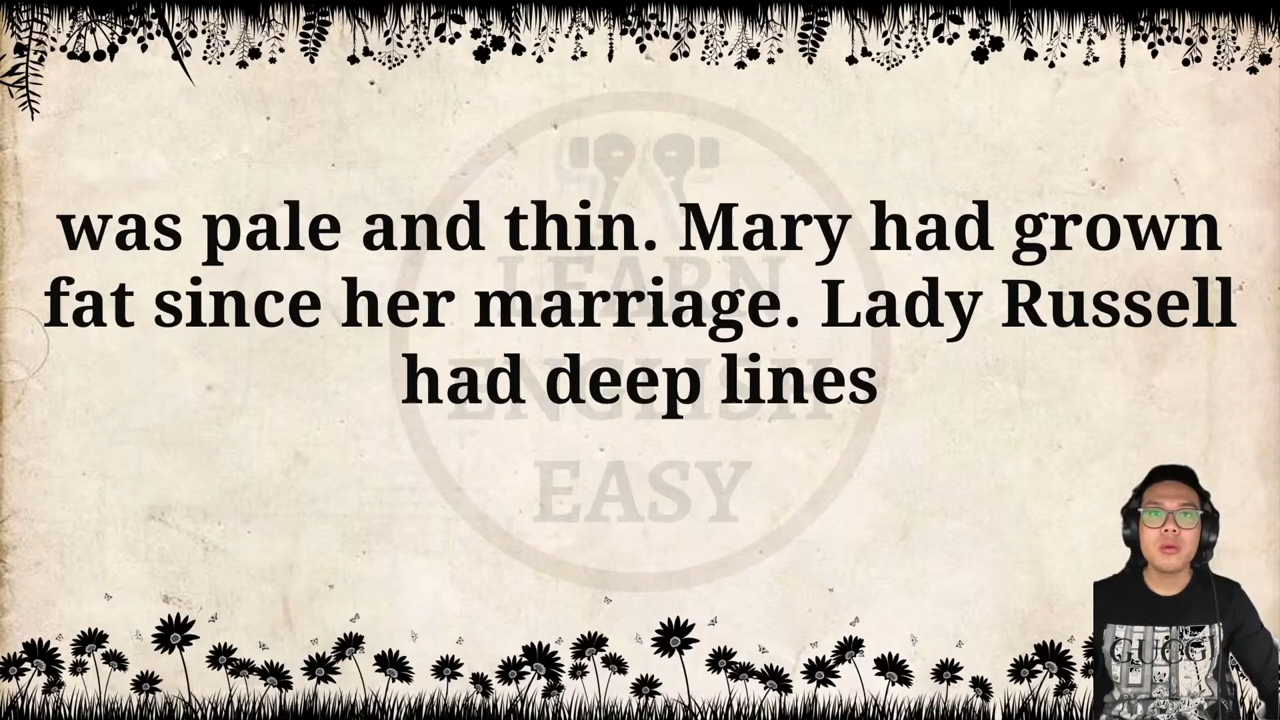 was pale and thin. Mary had grown
fat since her marriage. Lady Russell
had deep lines
LEARN
ENGLISH
EASY
GUCCI